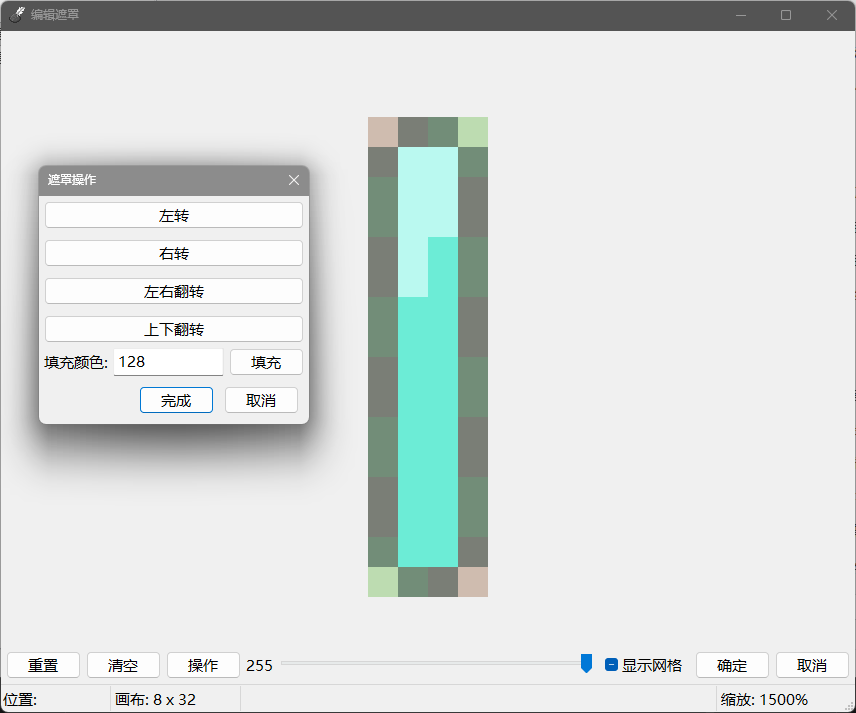 编辑遮罩
遮罩操作
左转
右转
左右翻转
上下翻转
填充颜色: 128 填充
完成 取消
重置 清空 操作 255 显示网格 确定 取消
位置: 画布: 8 x 32 缩放: 1500%